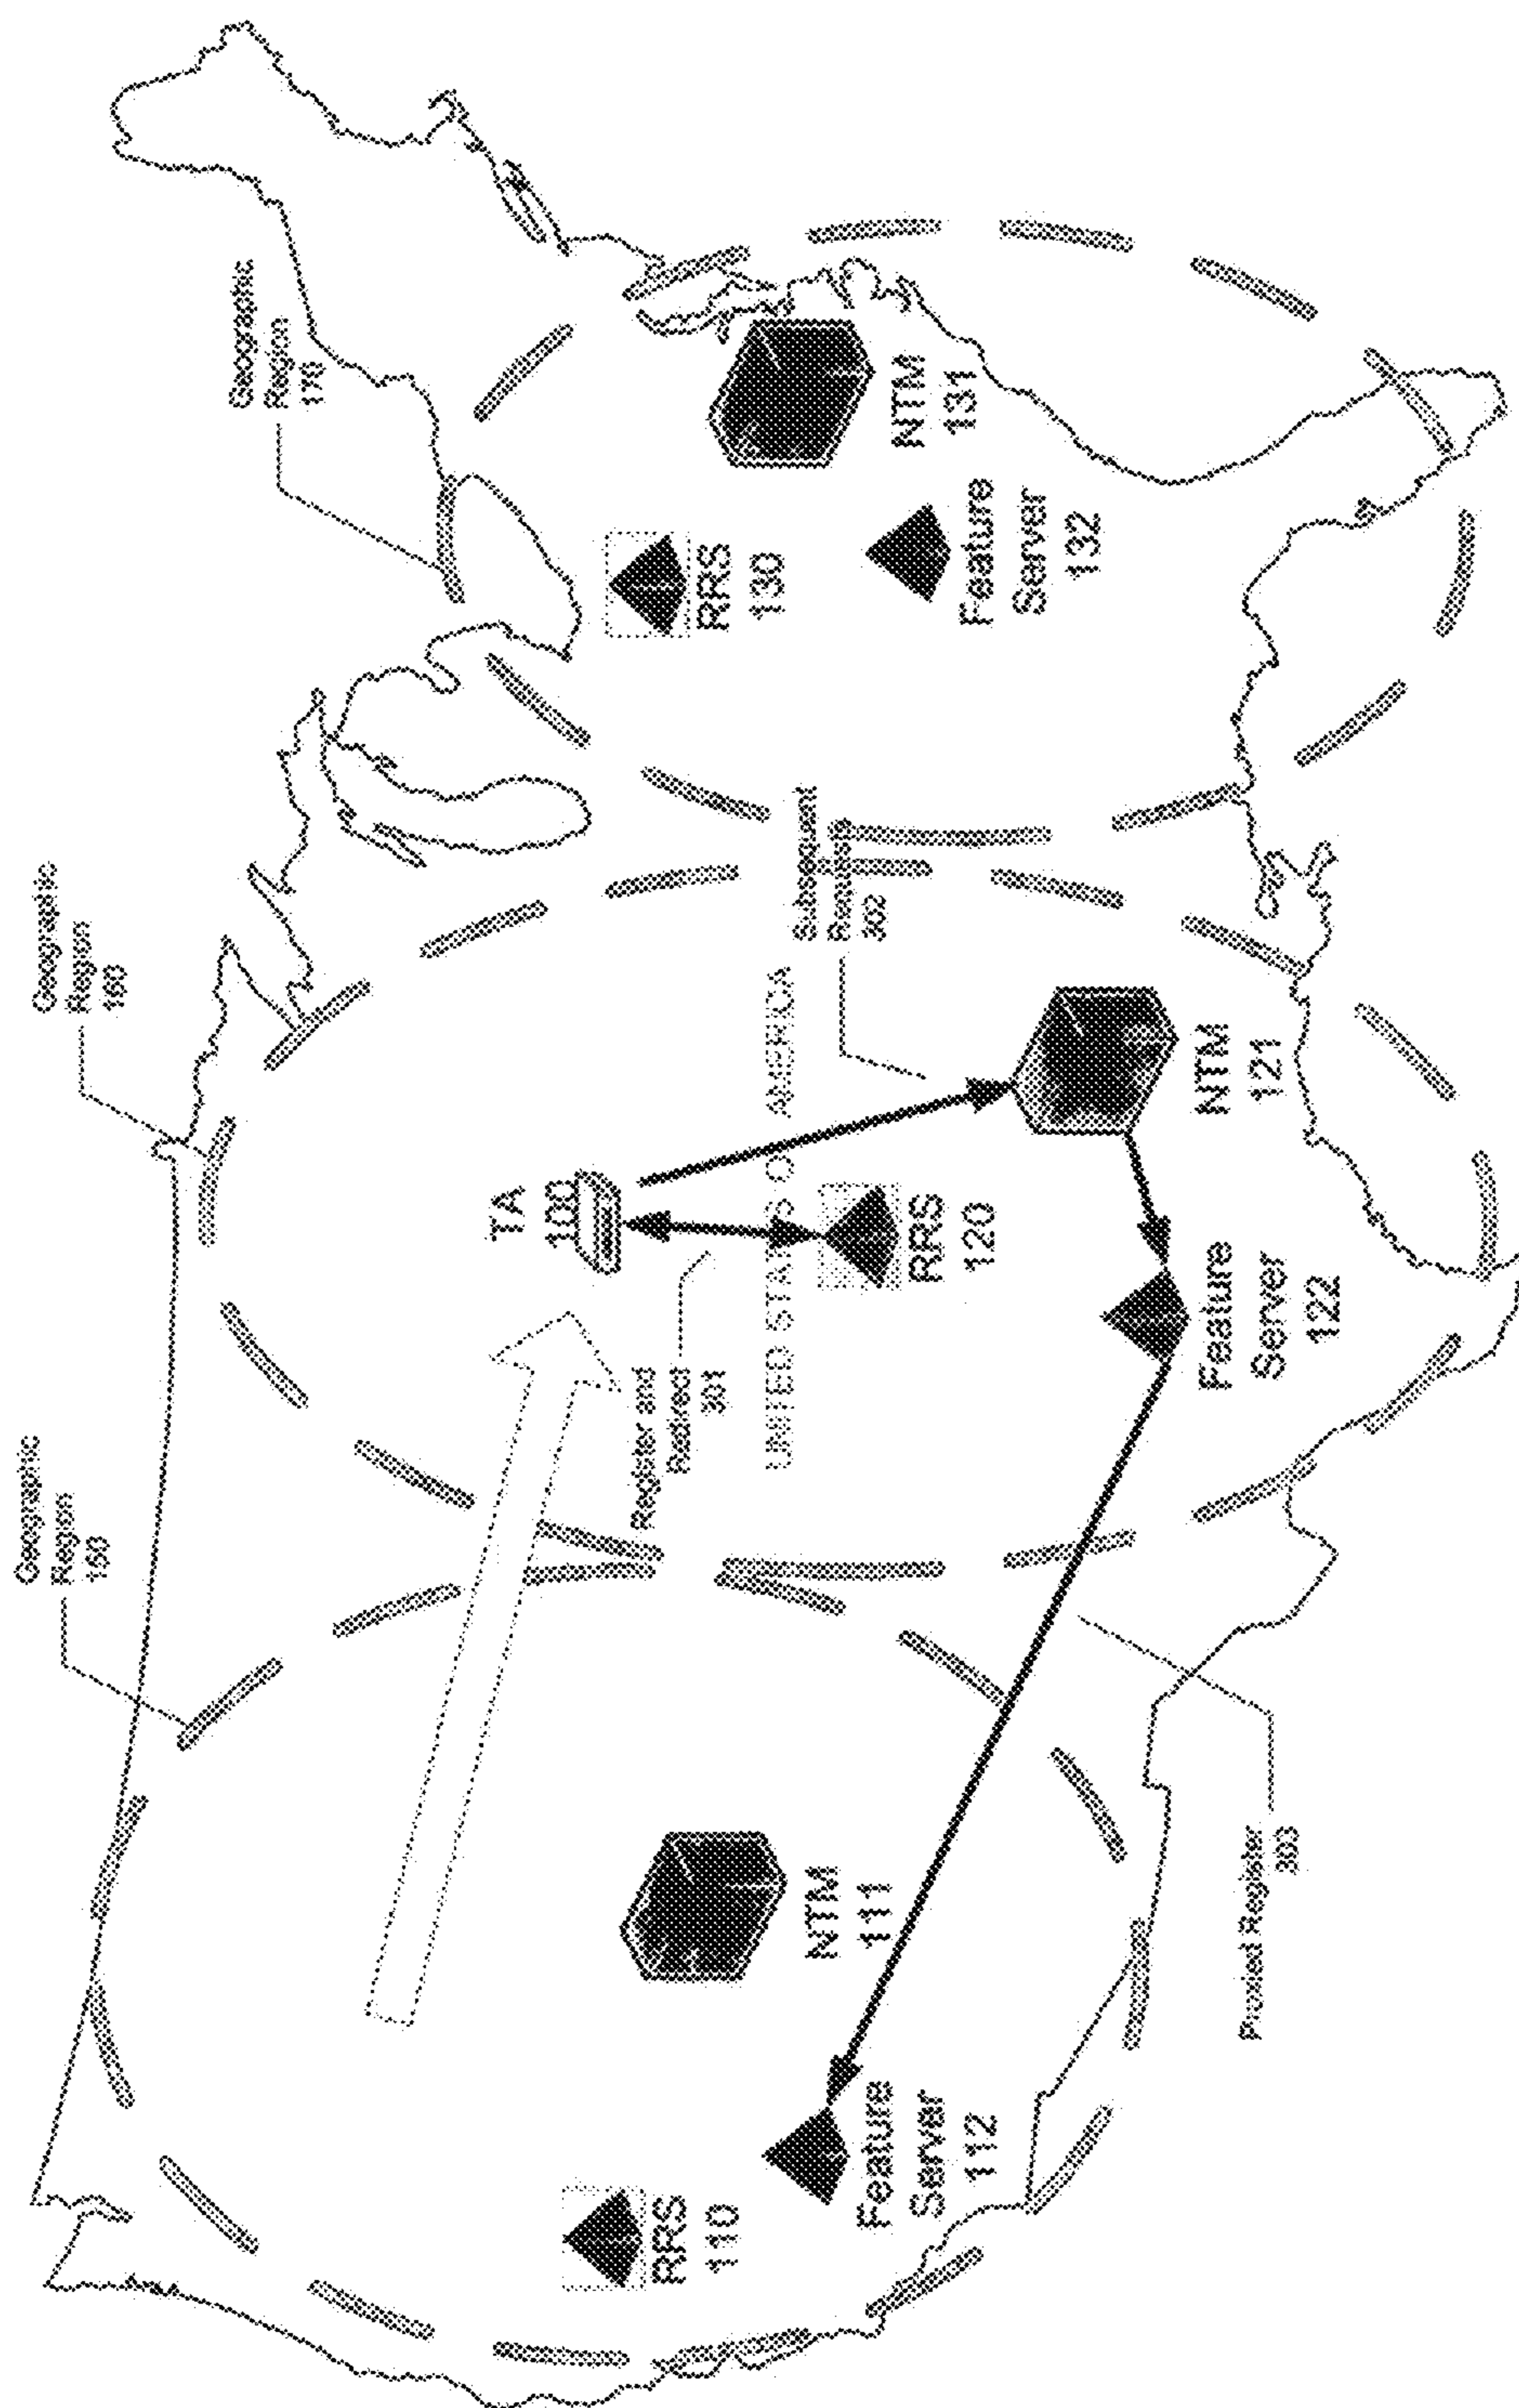 Geographic
Region
150
Geographic
Region
160
Geographic
Region
170
TA
100
Register and
Redirect
301
UNITED STATES OF AMERICA
Subsequent
Registers
302
RRS
110
Feature
Server
112
NTM
111
RRS
120
NTM
121
Feature
Server
122
RRS
130
NTM
131
Feature
Server
132
Proxied Register
303